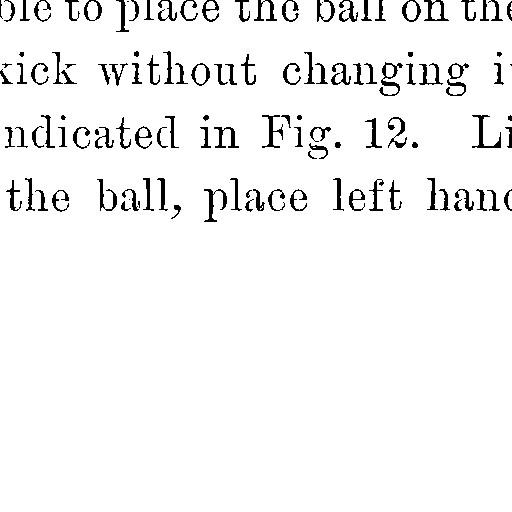 ble to place the ball on the
kick without changing i
ndicated in Fig. 12. Li
the ball, place left hand